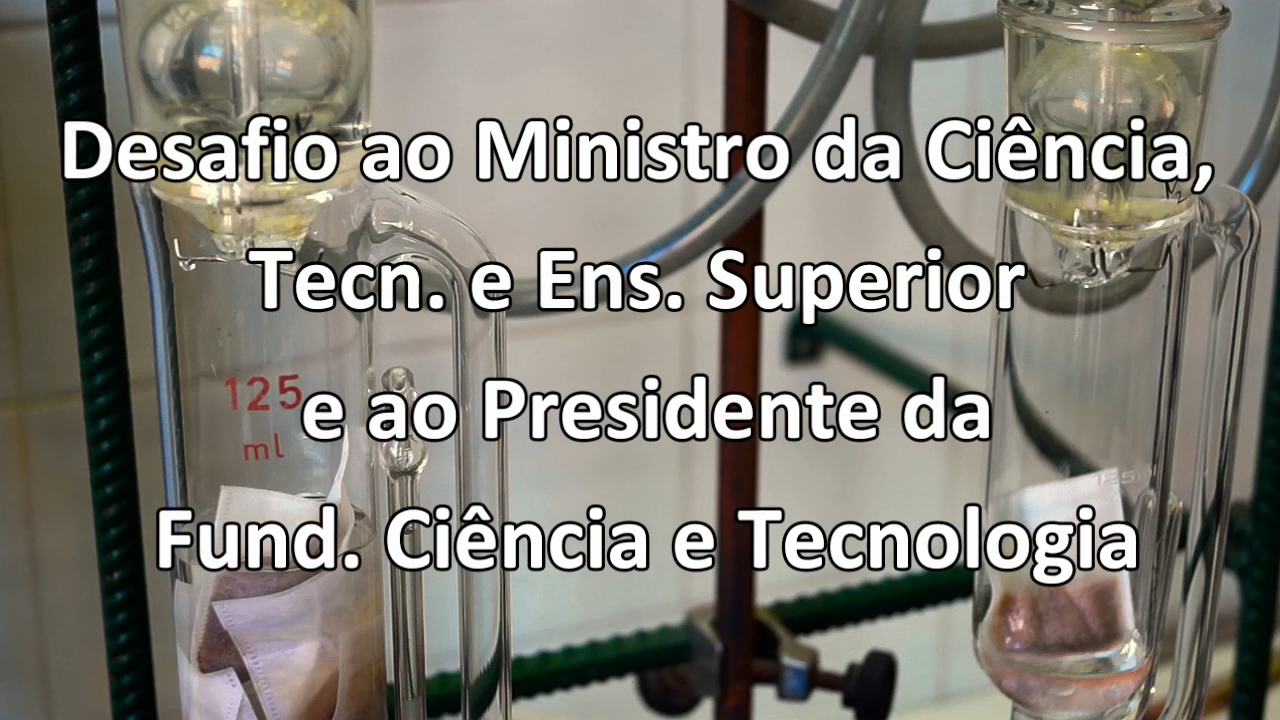 Desafio ao Ministro da Ciência,
Tecn. e Ens. Superior
125
ml
e ao Presidente da
Fund. Ciência e Tecnologia